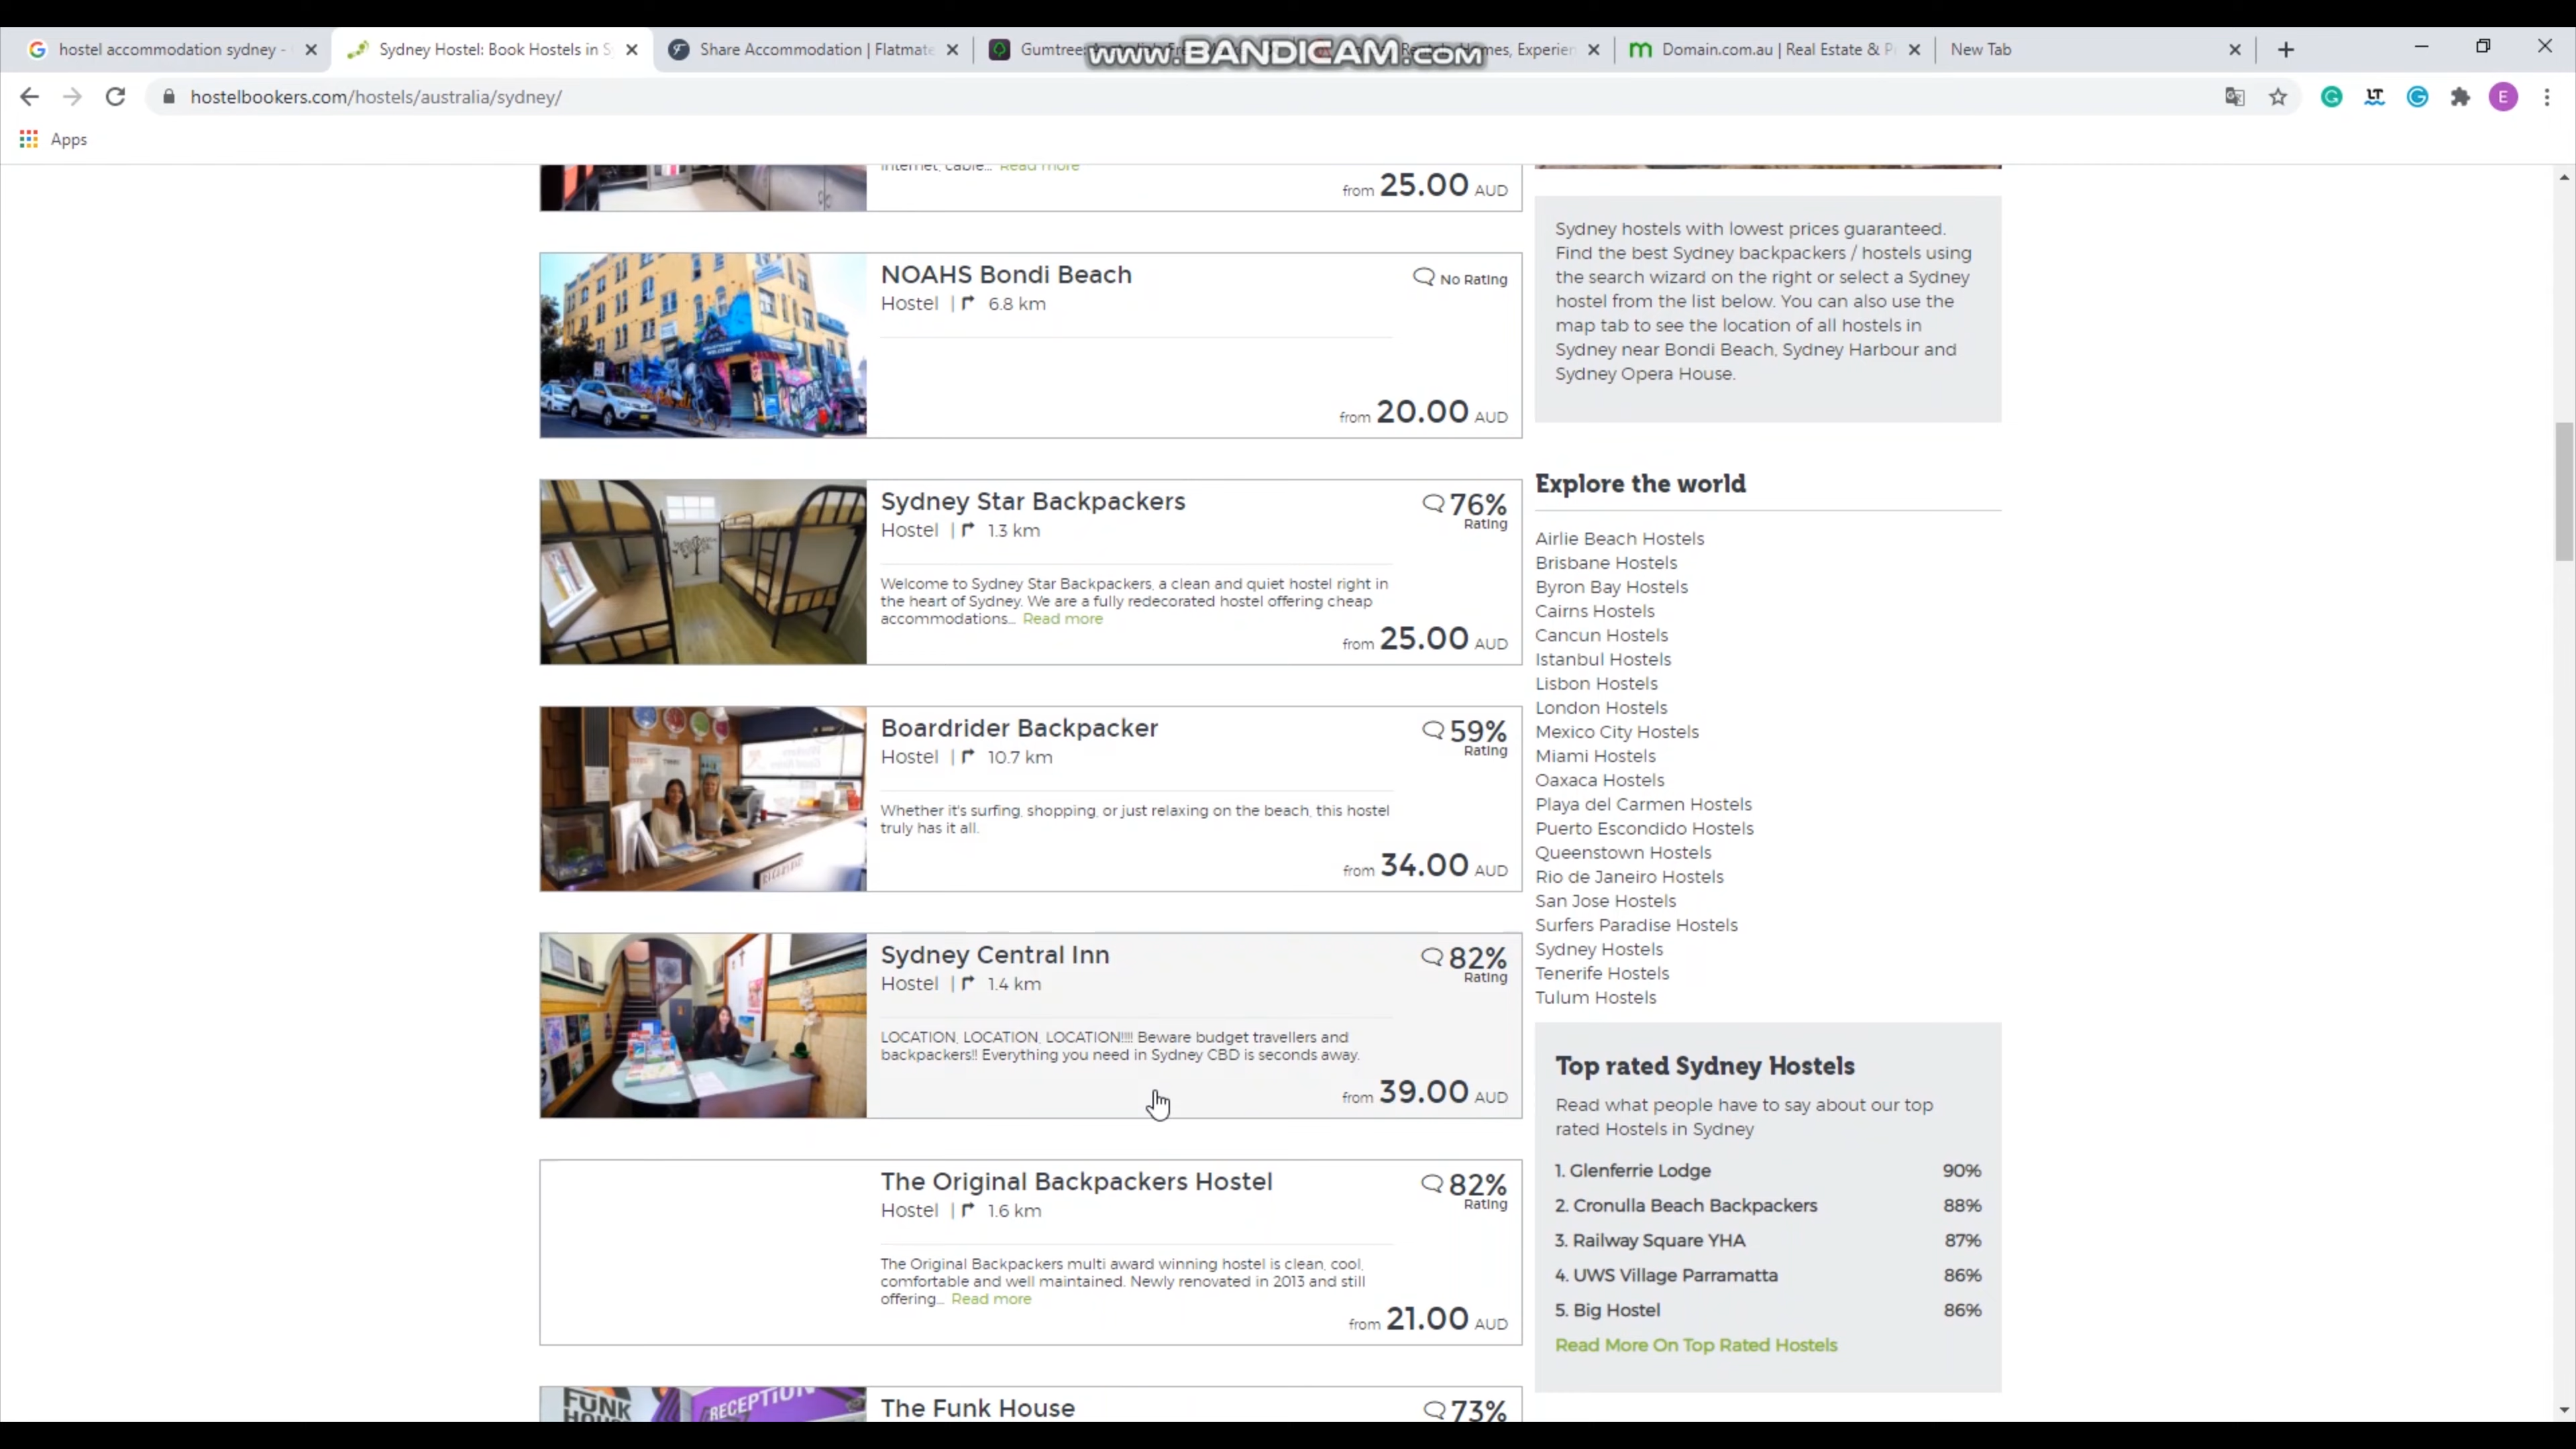 hostel accommodation sydney -
Sydney Hostel: Book Hostels in S
Share Accommodation | Flatmate
Gumtree:
Homes, Experien
Domain.com.au | Real Estate & P
New Tab
www.BANDICAM.com
hostelbookers.com/hostels/australia/sydney/
E
Apps
internet, cable... Read more
from 25.00 AUD
NOAHS Bondi Beach
No Rating
Hostel | 6.8 km
from 20.00 AUD
Sydney Star Backpackers
76%
Rating
Hostel | 1.3 km
Welcome to Sydney Star Backpackers, a clean and quiet hostel right in
the heart of Sydney. We are a fully redecorated hostel offering cheap
accommodations... Read more
from 25.00 AUD
Boardrider Backpacker
59%
Rating
Hostel | 10.7 km
Whether it's surfing, shopping, or just relaxing on the beach, this hostel
truly has it all.
from 34.00 AUD
Sydney Central Inn
82%
Rating
Hostel | 1.4 km
LOCATION, LOCATION, LOCATION!!!! Beware budget travellers and
backpackers!! Everything you need in Sydney CBD is seconds away.
from 39.00 AUD
The Original Backpackers Hostel
82%
Rating
Hostel | 1.6 km
The Original Backpackers multi award winning hostel is clean, cool,
comfortable and well maintained. Newly renovated in 2013 and still
offering... Read more
from 21.00 AUD
FUNK
RECEPTION
The Funk House
73%
Sydney hostels with lowest prices guaranteed.
Find the best Sydney backpackers / hostels using
the search wizard on the right or select a Sydney
hostel from the list below. You can also use the
map tab to see the location of all hostels in
Sydney near Bondi Beach, Sydney Harbour and
Sydney Opera House.
Explore the world
Airlie Beach Hostels
Brisbane Hostels
Byron Bay Hostels
Cairns Hostels
Cancun Hostels
Istanbul Hostels
Lisbon Hostels
London Hostels
Mexico City Hostels
Miami Hostels
Oaxaca Hostels
Playa del Carmen Hostels
Puerto Escondido Hostels
Queenstown Hostels
Rio de Janeiro Hostels
San Jose Hostels
Surfers Paradise Hostels
Sydney Hostels
Tenerife Hostels
Tulum Hostels
Top rated Sydney Hostels
Read what people have to say about our top
rated Hostels in Sydney
1. Glenferrie Lodge 90%
2. Cronulla Beach Backpackers 88%
3. Railway Square YHA 87%
4. UWS Village Parramatta 86%
5. Big Hostel 86%
Read More On Top Rated Hostels